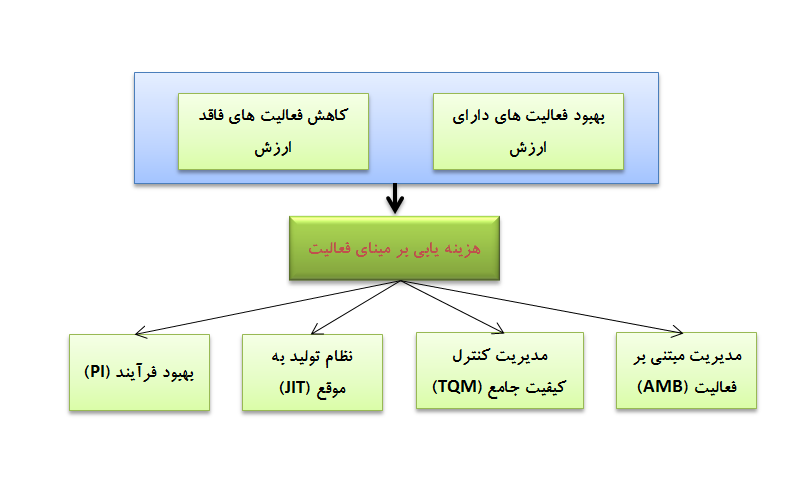 بهبود فعالیت های دارای
ارزش
کاهش فعالیت های فاقد
ارزش
هزینه یابی بر مبنای فعالیت
مدیریت مبتنی بر
فعالیت (AMB)
مدیریت کنترل
کیفیت جامع (TQM)
نظام تولید به
موقع (JIT)
بهبود فرآیند (PI)